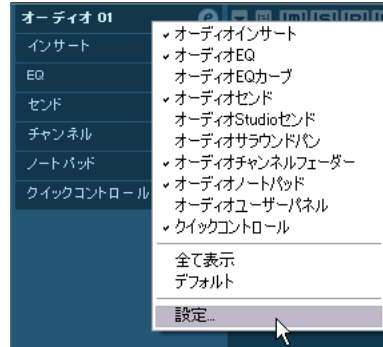 オーディオ 01
インサート
EQ
センド
チャンネル
ノートパッド
クイックコントロール
オーディオインサート
オーディオEQ
オーディオEQカーブ
オーディオセンド
オーディオStudioセンド
オーディオサラウンドパン
オーディオチャンネルフェーダー
オーディオノートパッド
オーディオユーザーパネル
クイックコントロール
全て表示
デフォルト
設定...